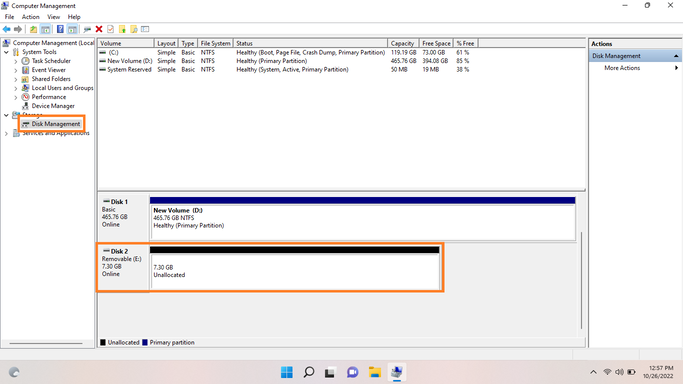 Computer Management
File Action View Help
Computer Management (Local
System Tools
Task Scheduler
Event Viewer
Shared Folders
Local Users and Groups
Performance
Device Manager
Storage
Disk Management
Services and Applications
Volume Layout Type File System Status Capacity Free Space % Free
(C:) Simple Basic NTFS Healthy (Boot, Page File, Crash Dump, Primary Partition) 119.19 GB 73.00 GB 61 %
New Volume (D:) Simple Basic NTFS Healthy (Primary Partition) 465.76 GB 394.08 GB 85 %
System Reserved Simple Basic NTFS Healthy (System, Active, Primary Partition) 50 MB 19 MB 38 %
Disk 1
Basic
465.76 GB
Online
New Volume (D:)
465.76 GB NTFS
Healthy (Primary Partition)
Disk 2
Removable (E:)
7.30 GB
Online
7.30 GB
Unallocated
Unallocated Primary partition
Actions
Disk Management
More Actions
12:57 PM
10/26/2022